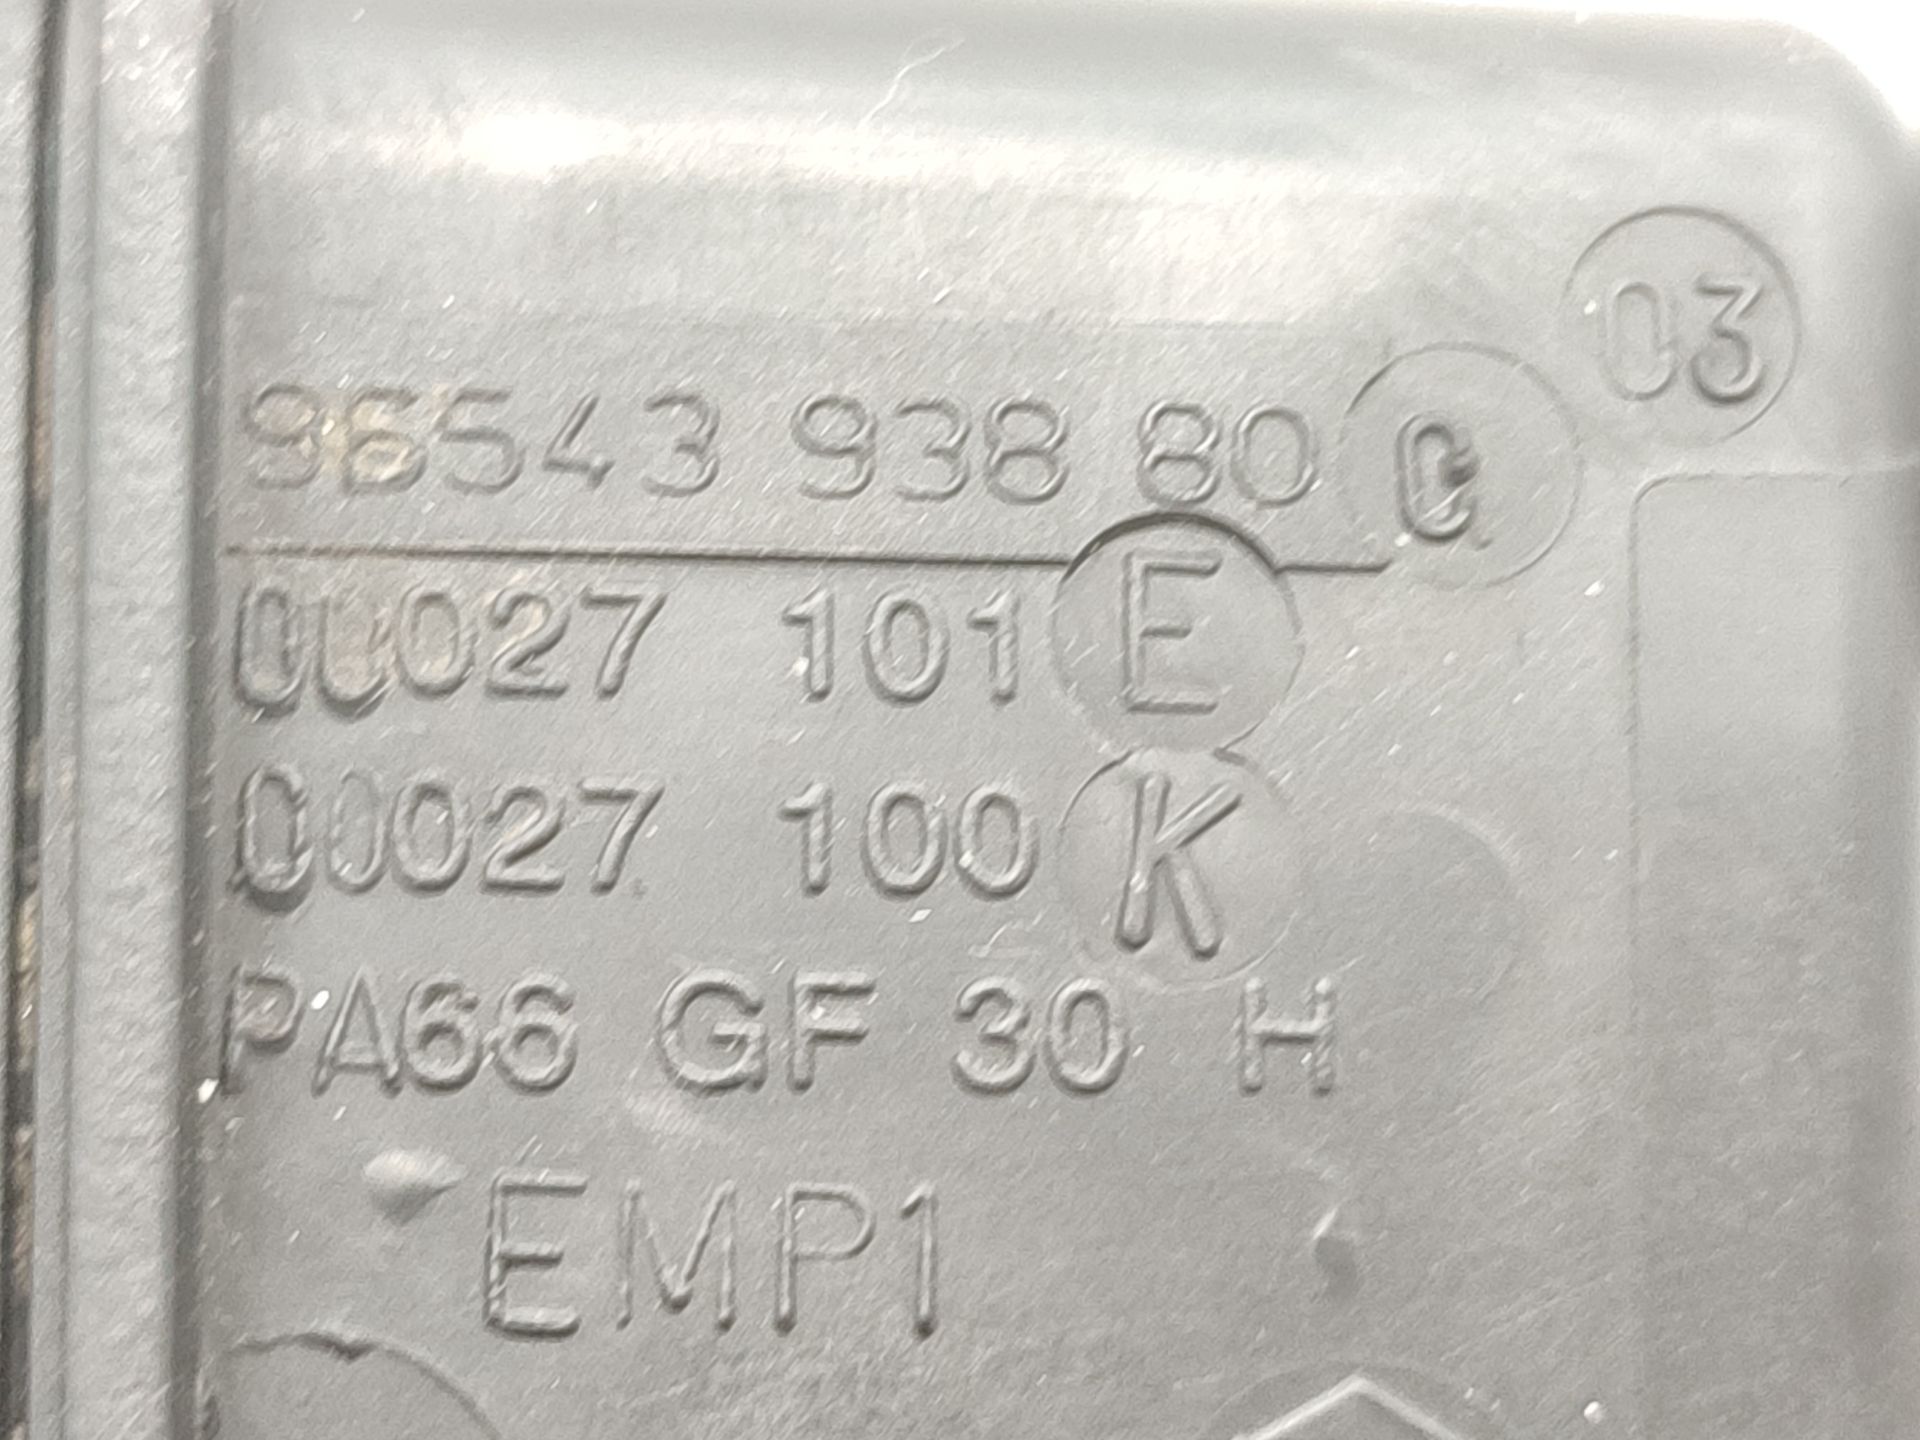 03
96543 938 80 C
00027 101 E
00027 100 K
PA66 GF 30 H
EMP1